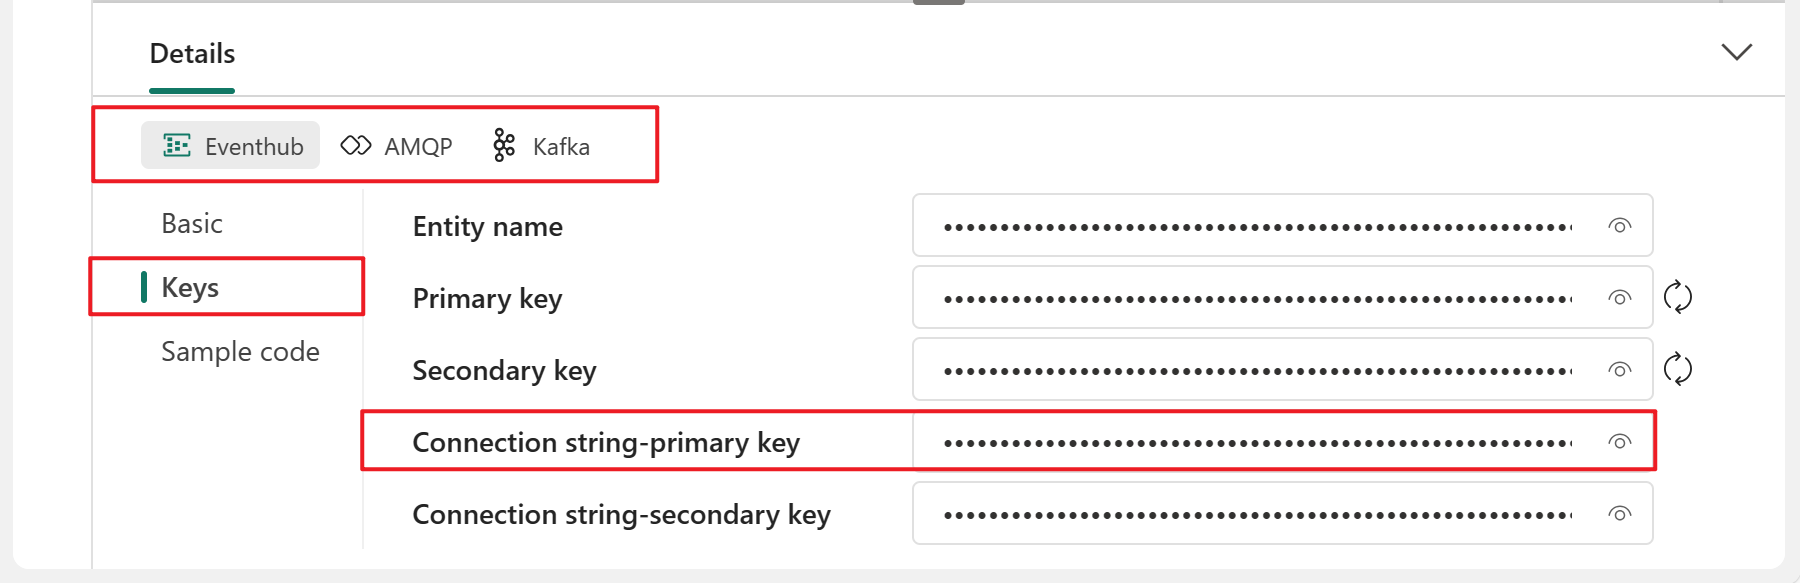 Details
Eventhub AMQP Kafka
Basic
Keys
Sample code
Entity name ••••••••••••••••••••••••••••••••••••••••••••••••••••••
Primary key ••••••••••••••••••••••••••••••••••••••••••••••••••••••
Secondary key ••••••••••••••••••••••••••••••••••••••••••••••••••••••
Connection string-primary key ••••••••••••••••••••••••••••••••••••••••••••••••••••••
Connection string-secondary key ••••••••••••••••••••••••••••••••••••••••••••••••••••••